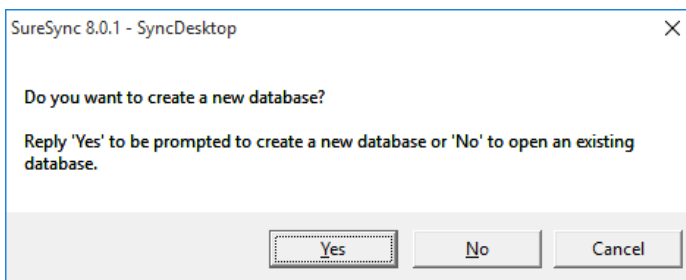 SureSync 8.0.1 - SyncDesktop
Do you want to create a new database?
Reply 'Yes' to be prompted to create a new database or 'No' to open an existing
database.
Yes No Cancel